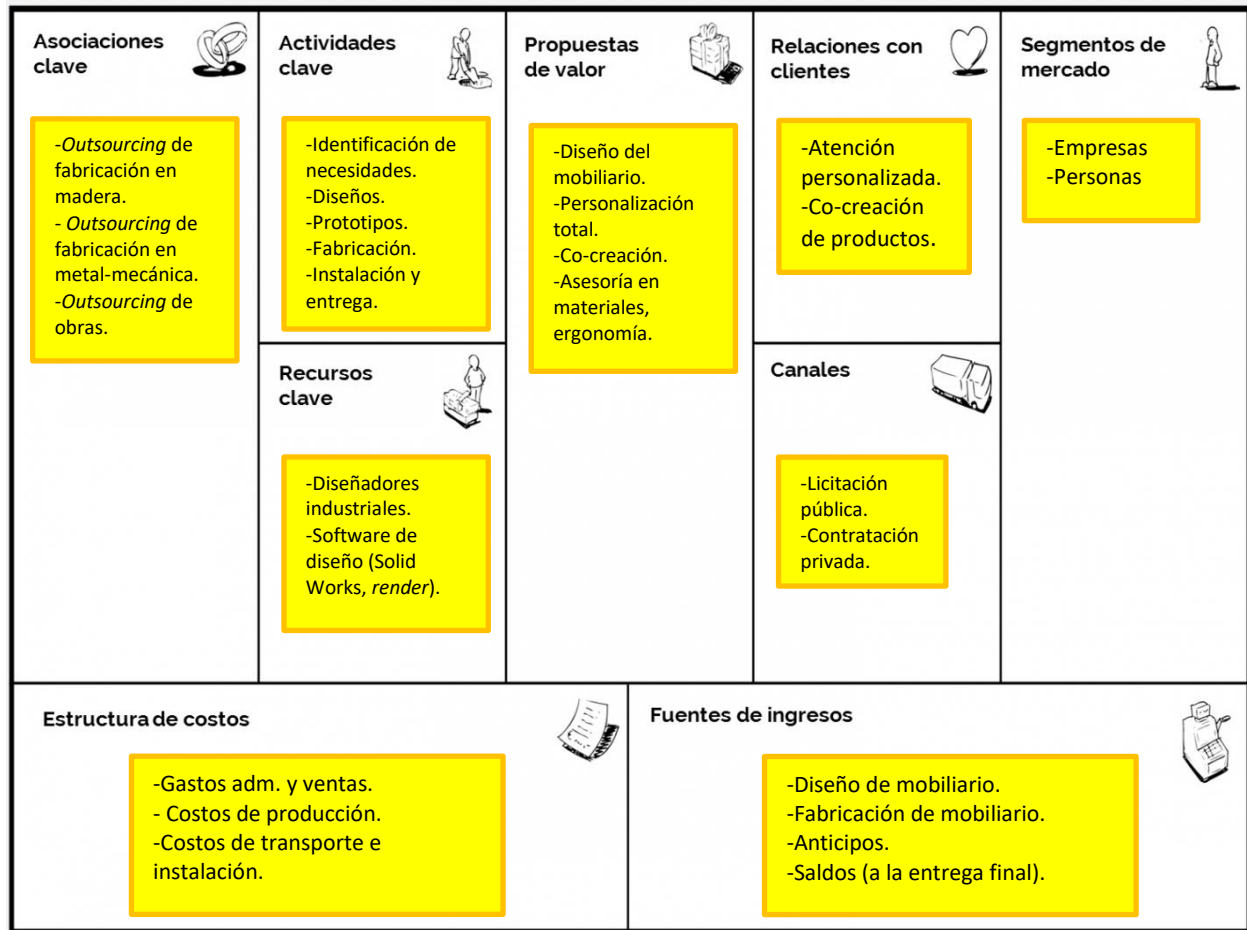 Asociaciones
clave
-Outsourcing de
fabricación en
madera.
- Outsourcing de
fabricación en
metal-mecánica.
-Outsourcing de
obras.
Actividades
clave
-Identificación de
necesidades.
-Diseños.
-Prototipos.
-Fabricación.
-Instalación y
entrega.
Recursos
clave
-Diseñadores
industriales.
-Software de
diseño (Solid
Works, render).
Propuestas
de valor
-Diseño del
mobiliario.
-Personalización
total.
-Co-creación.
-Asesoría en
materiales,
ergonomía.
Relaciones con
clientes
-Atención
personalizada.
-Co-creación
de productos.
Canales
-Licitación
pública.
-Contratación
privada.
Segmentos de
mercado
-Empresas
-Personas
Estructura de costos
-Gastos adm. y ventas.
- Costos de producción.
-Costos de transporte e
instalación.
Fuentes de ingresos
-Diseño de mobiliario.
-Fabricación de mobiliario.
-Anticipos.
-Saldos (a la entrega final).